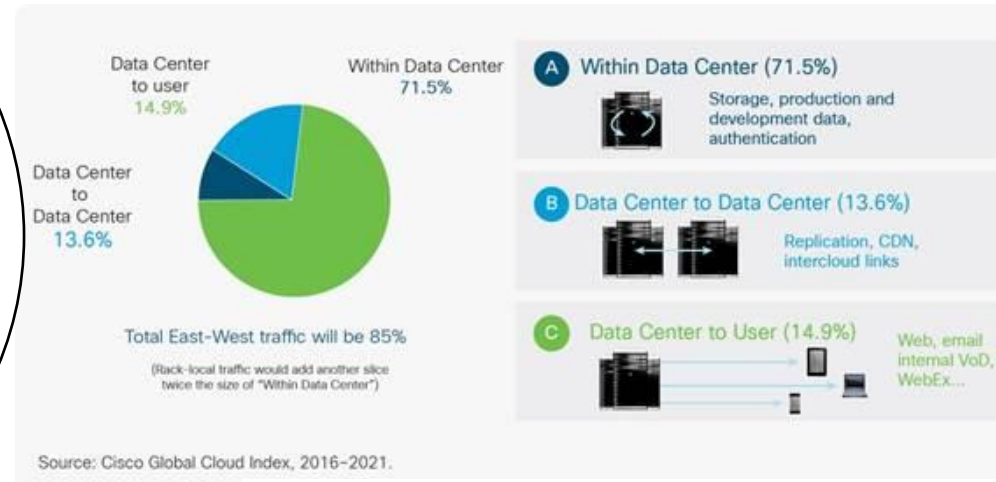 Data Center
to user
14.9%
Within Data Center
71.5%
Data Center
to
Data Center
13.6%
Total East-West traffic will be 85%
(Rack-local traffic would add another slice
twice the size of "Within Data Center")
A Within Data Center (71.5%)
Storage, production and
development data,
authentication
B Data Center to Data Center (13.6%)
Replication, CDN,
intercloud links
C Data Center to User (14.9%)
Web, email
internal VoD,
WebEx...
Source: Cisco Global Cloud Index, 2016-2021.